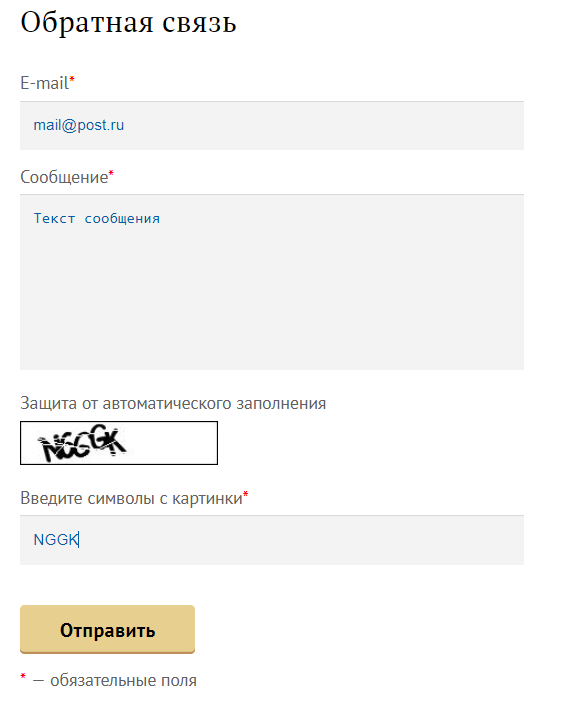 Обратная связь
E-mail*
mail@post.ru
Сообщение*
Текст сообщения
Защита от автоматического заполнения
Введите символы с картинки*
NGGK
Отправить
* — обязательные поля